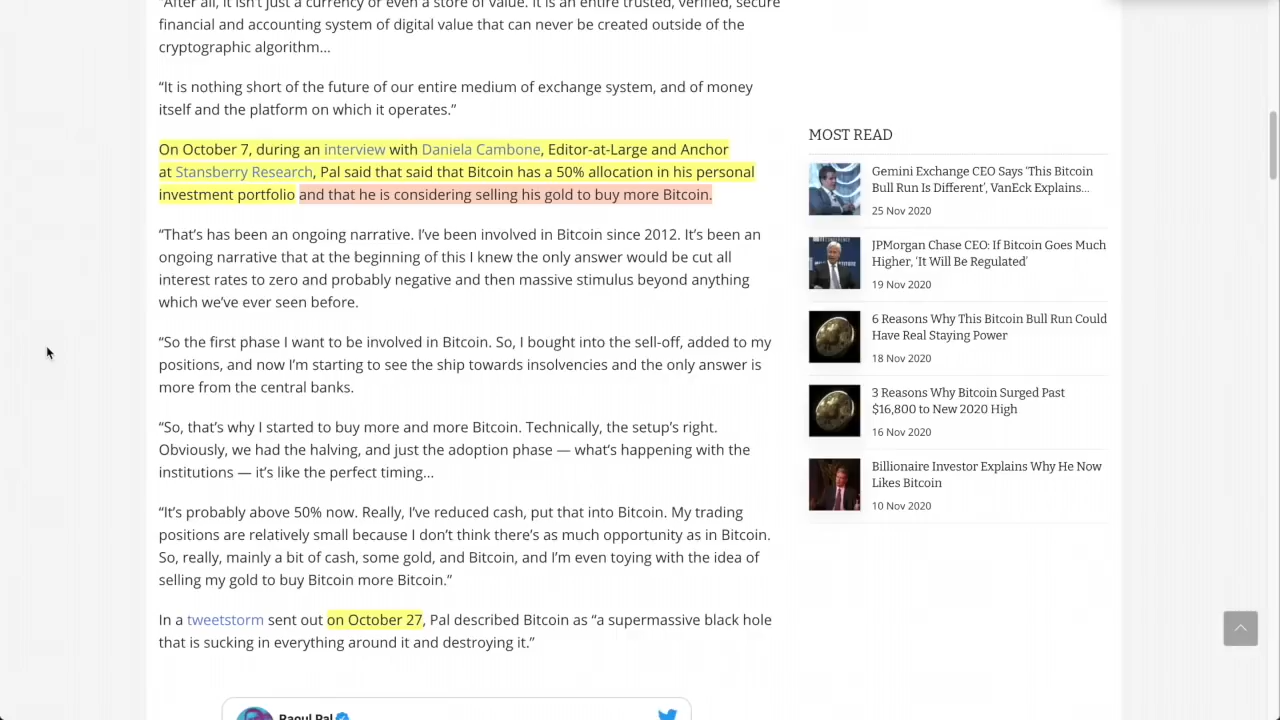 “After all, it isn’t just a currency or even a store of value. It is an entire trusted, verified, secure
financial and accounting system of digital value that can never be created outside of the
cryptographic algorithm…
“It is nothing short of the future of our entire medium of exchange system, and of money
itself and the platform on which it operates.”
On October 7, during an interview with Daniela Cambone, Editor-at-Large and Anchor
at Stansberry Research, Pal said that said that Bitcoin has a 50% allocation in his personal
investment portfolio and that he is considering selling his gold to buy more Bitcoin.
“That’s has been an ongoing narrative. I’ve been involved in Bitcoin since 2012. It’s been an
ongoing narrative that at the beginning of this I knew the only answer would be cut all
interest rates to zero and probably negative and then massive stimulus beyond anything
which we’ve ever seen before.
“So the first phase I want to be involved in Bitcoin. So, I bought into the sell-off, added to my
positions, and now I’m starting to see the ship towards insolvencies and the only answer is
more from the central banks.
“So, that’s why I started to buy more and more Bitcoin. Technically, the setup’s right.
Obviously, we had the halving, and just the adoption phase — what’s happening with the
institutions — it’s like the perfect timing…
“It’s probably above 50% now. Really, I’ve reduced cash, put that into Bitcoin. My trading
positions are relatively small because I don’t think there’s as much opportunity as in Bitcoin.
So, really, mainly a bit of cash, some gold, and Bitcoin, and I’m even toying with the idea of
selling my gold to buy Bitcoin more Bitcoin.”
In a tweetstorm sent out on October 27, Pal described Bitcoin as “a supermassive black hole
that is sucking in everything around it and destroying it.”
Raoul Pal
MOST READ
Gemini Exchange CEO Says ‘This Bitcoin
Bull Run Is Different’, VanEck Explains…
25 Nov 2020
JPMorgan Chase CEO: If Bitcoin Goes Much
Higher, ‘It Will Be Regulated’
19 Nov 2020
6 Reasons Why This Bitcoin Bull Run Could
Have Real Staying Power
18 Nov 2020
3 Reasons Why Bitcoin Surged Past
$16,800 to New 2020 High
16 Nov 2020
Billionaire Investor Explains Why He Now
Likes Bitcoin
10 Nov 2020